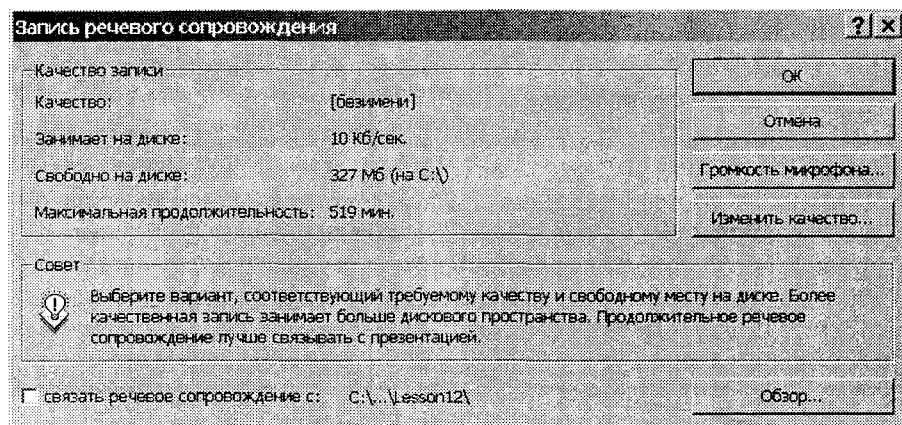 Запись речевого сопровождения
Качество записи
Качество: [безимени]
Занимает на диске: 10 Кб/сек.
Свободно на диске: 327 Мб (на C:\)
Максимальная продолжительность: 519 мин.
ОК
Отмена
Громкость микрофона...
Изменить качество...
Совет
Выберите вариант, соответствующий требуемому качеству и свободному месту на диске. Более
качественная запись занимает больше дискового пространства. Продолжительное речевое
сопровождение лучше связывать с презентацией.
связать речевое сопровождение с: C:\...\Lesson12\
Обзор...